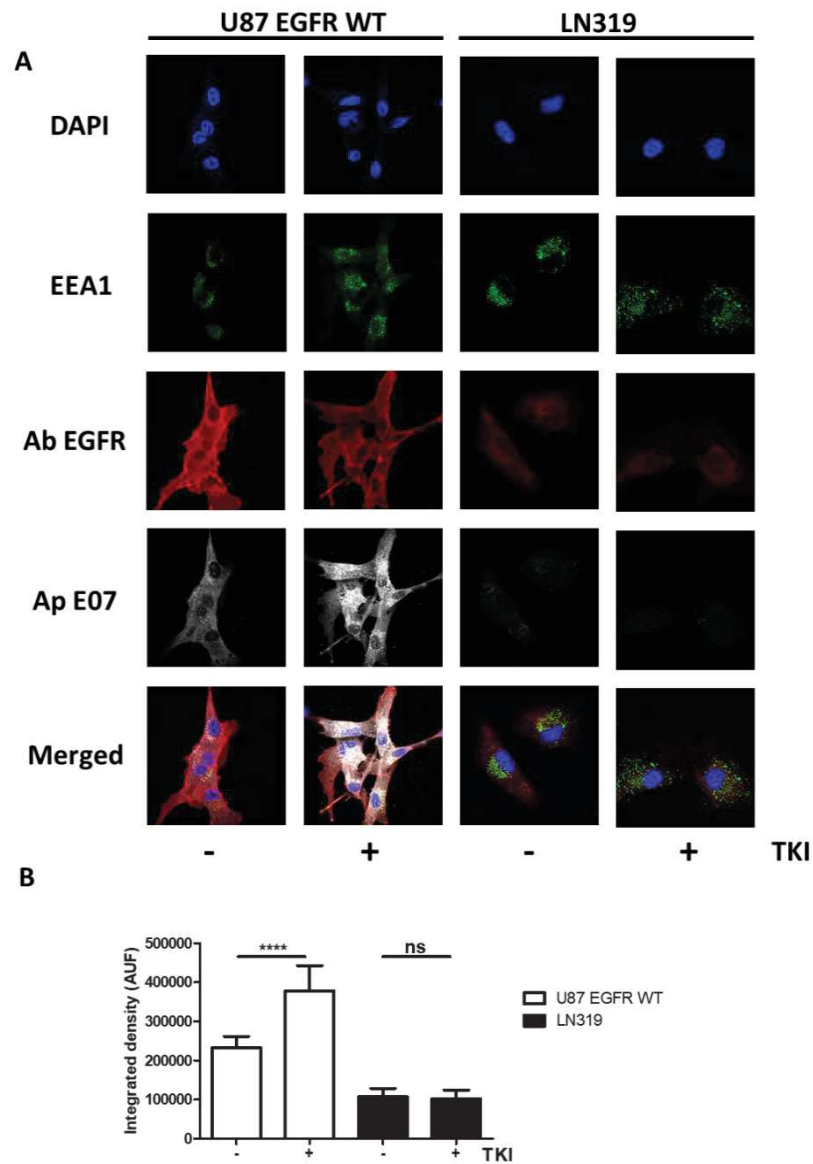 U87 EGFR WT LN319
A
DAPI
EEA1
Ab EGFR
Ap E07
Merged
- + - + TKI
B
Integrated density (AUF)
500000
400000
300000
200000
100000
0
**** ns
- + - + TKI
U87 EGFR WT
LN319